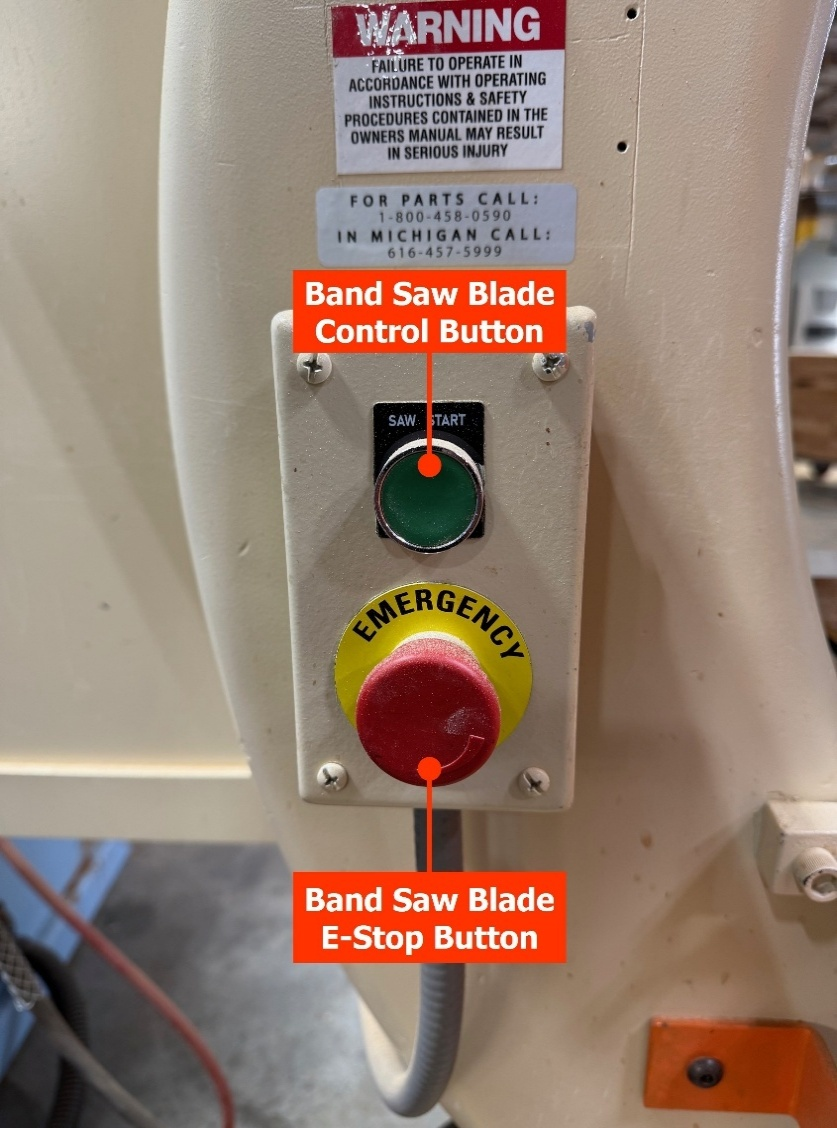 WARNING
FAILURE TO OPERATE IN
ACCORDANCE WITH OPERATING
INSTRUCTIONS & SAFETY
PROCEDURES CONTAINED IN THE
OWNERS MANUAL MAY RESULT
IN SERIOUS INJURY
FOR PARTS CALL:
1-800-458-0590
IN MICHIGAN CALL:
616-457-5999
Band Saw Blade
Control Button
SAW START
EMERGENCY
Band Saw Blade
E-Stop Button